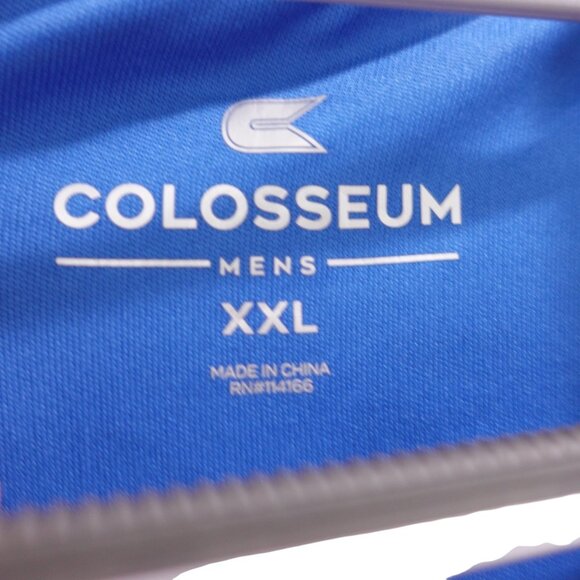 COLOSSEUM
MENS
XXL
MADE IN CHINA
RN#114166